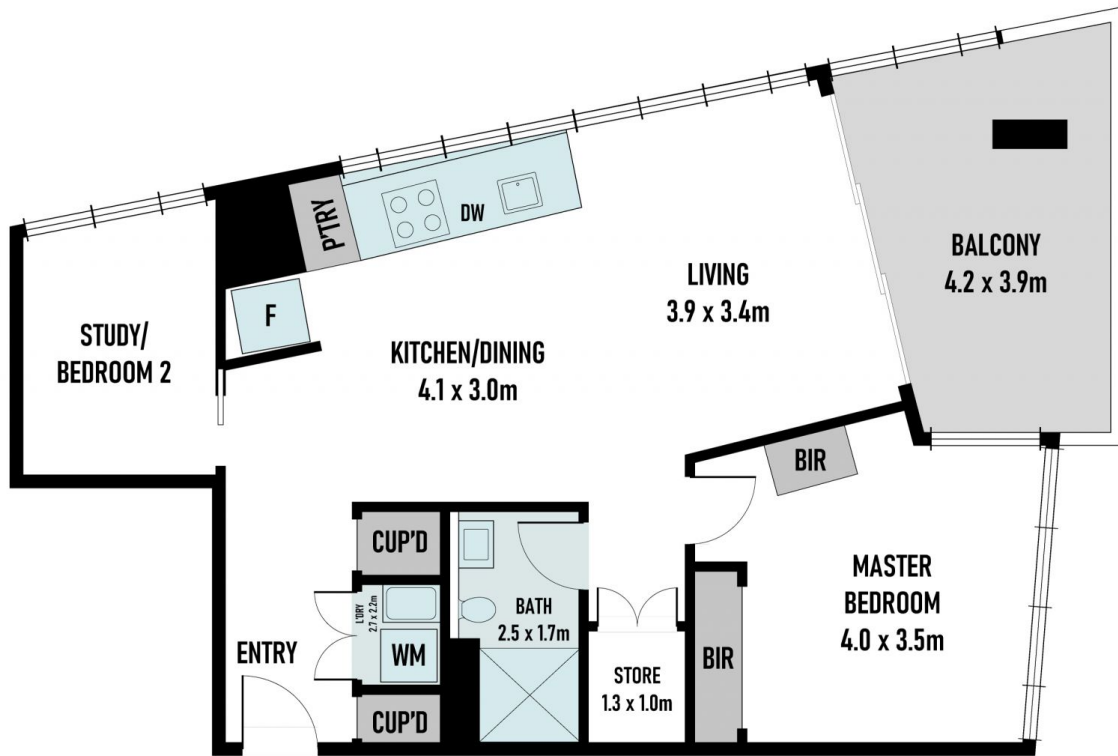 BALCONY
4.2 x 3.9m
P'TRY
DW
LIVING
3.9 x 3.4m
F
STUDY/
BEDROOM 2
KITCHEN/DINING
4.1 x 3.0m
BIR
CUP'D
MASTER
BEDROOM
4.0 x 3.5m
L'DRY
2.7 x 2.2m
BATH
2.5 x 1.7m
ENTRY
WM
BIR
STORE
1.3 x 1.0m
CUP'D